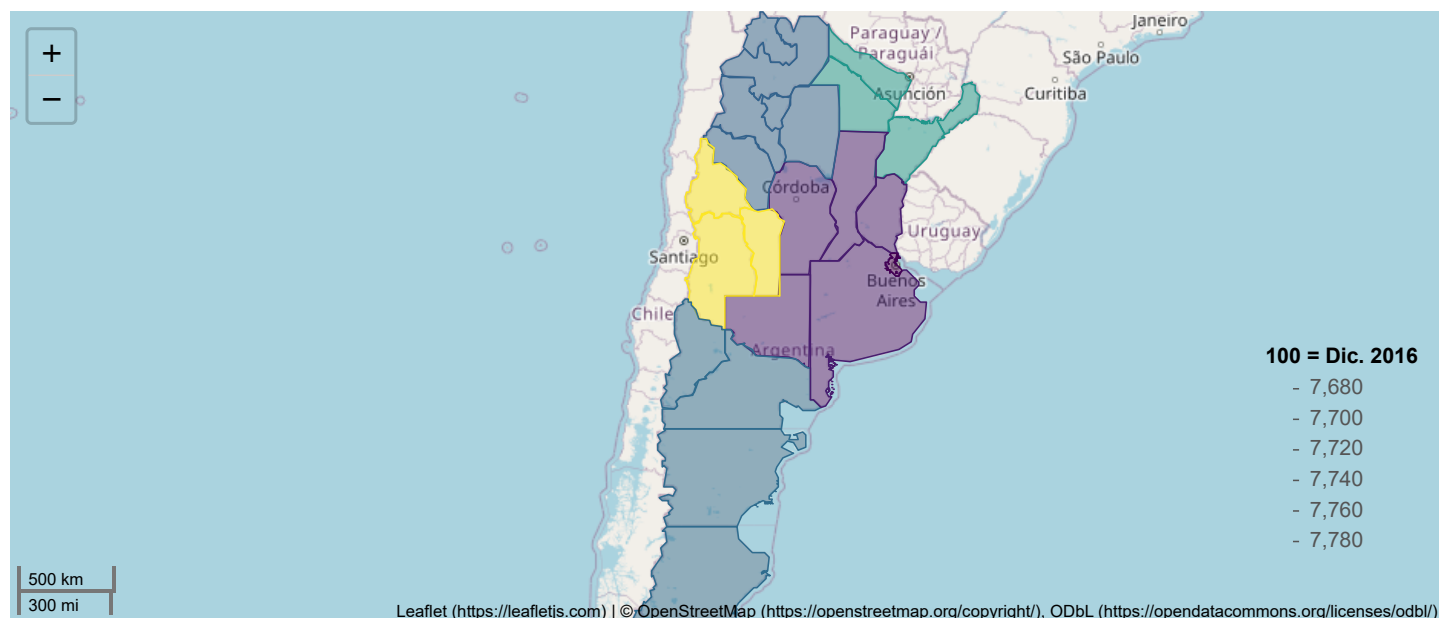 +
−
Janeiro
Paraguay /
Paraguái
São Paulo
Asunción
Curitiba
Córdoba
Uruguay
Santiago
Buenos
Aires
Chile
Argentina
100 = Dic. 2016
- 7,680
- 7,700
- 7,720
- 7,740
- 7,760
- 7,780
500 km
300 mi
Leaflet (https://leafletjs.com) | © OpenStreetMap (https://openstreetmap.org/copyright/), ODbL (https://opendatacommons.org/licenses/odbl/)